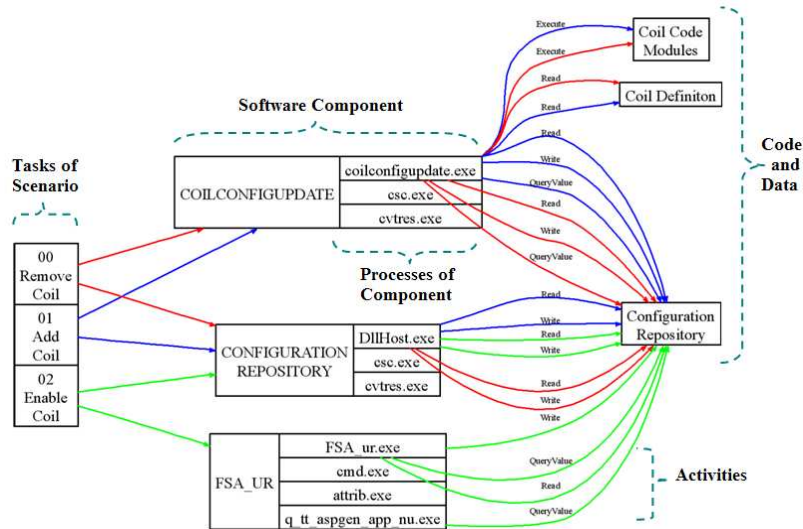 Software Component
Tasks of
Scenario
Code
and
Data
Processes of
Component
Activities
00
Remove
Coil
01
Add
Coil
02
Enable
Coil
COILCONFIGUPDATE
coilconfigupdate.exe
csc.exe
cvtres.exe
CONFIGURATION
REPOSITORY
DllHost.exe
csc.exe
cvtres.exe
FSA_UR
FSA_ur.exe
cmd.exe
attrib.exe
q_tt_aspgen_app_nu.exe
Execute
Execute
Read
Read
Read
Write
QueryValue
Read
Write
QueryValue
Read
Write
Read
Write
Read
Write
Write
QueryValue
Read
QueryValue
Coil Code
Modules
Coil Definiton
Configuration
Repository